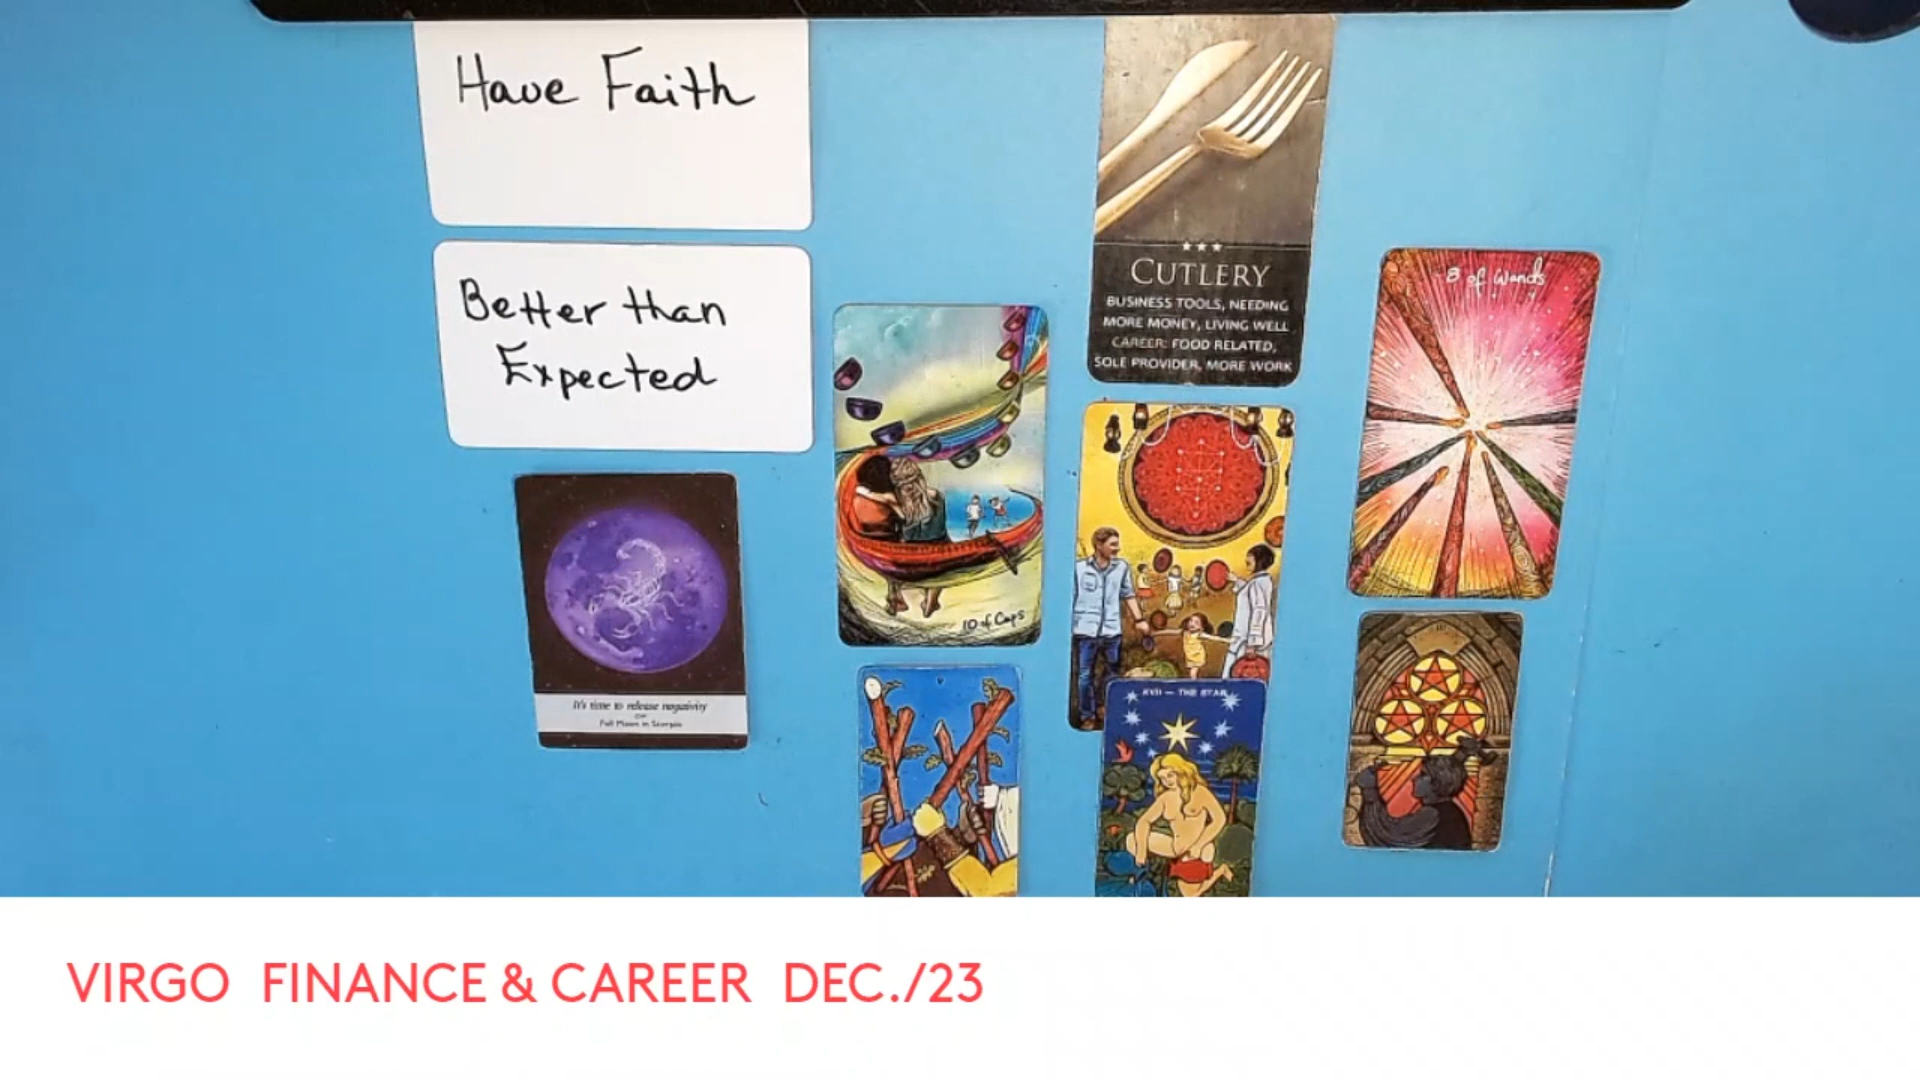 Have Faith
Better than
Expected
It's time to release negativity
Full Moon in Scorpio
10 of Cups
★★★
CUTLERY
BUSINESS TOOLS, NEEDING
MORE MONEY, LIVING WELL
CAREER: FOOD RELATED,
SOLE PROVIDER, MORE WORK
XVII — THE STAR
8 of Wands
III
VIRGO FINANCE & CAREER DEC./23